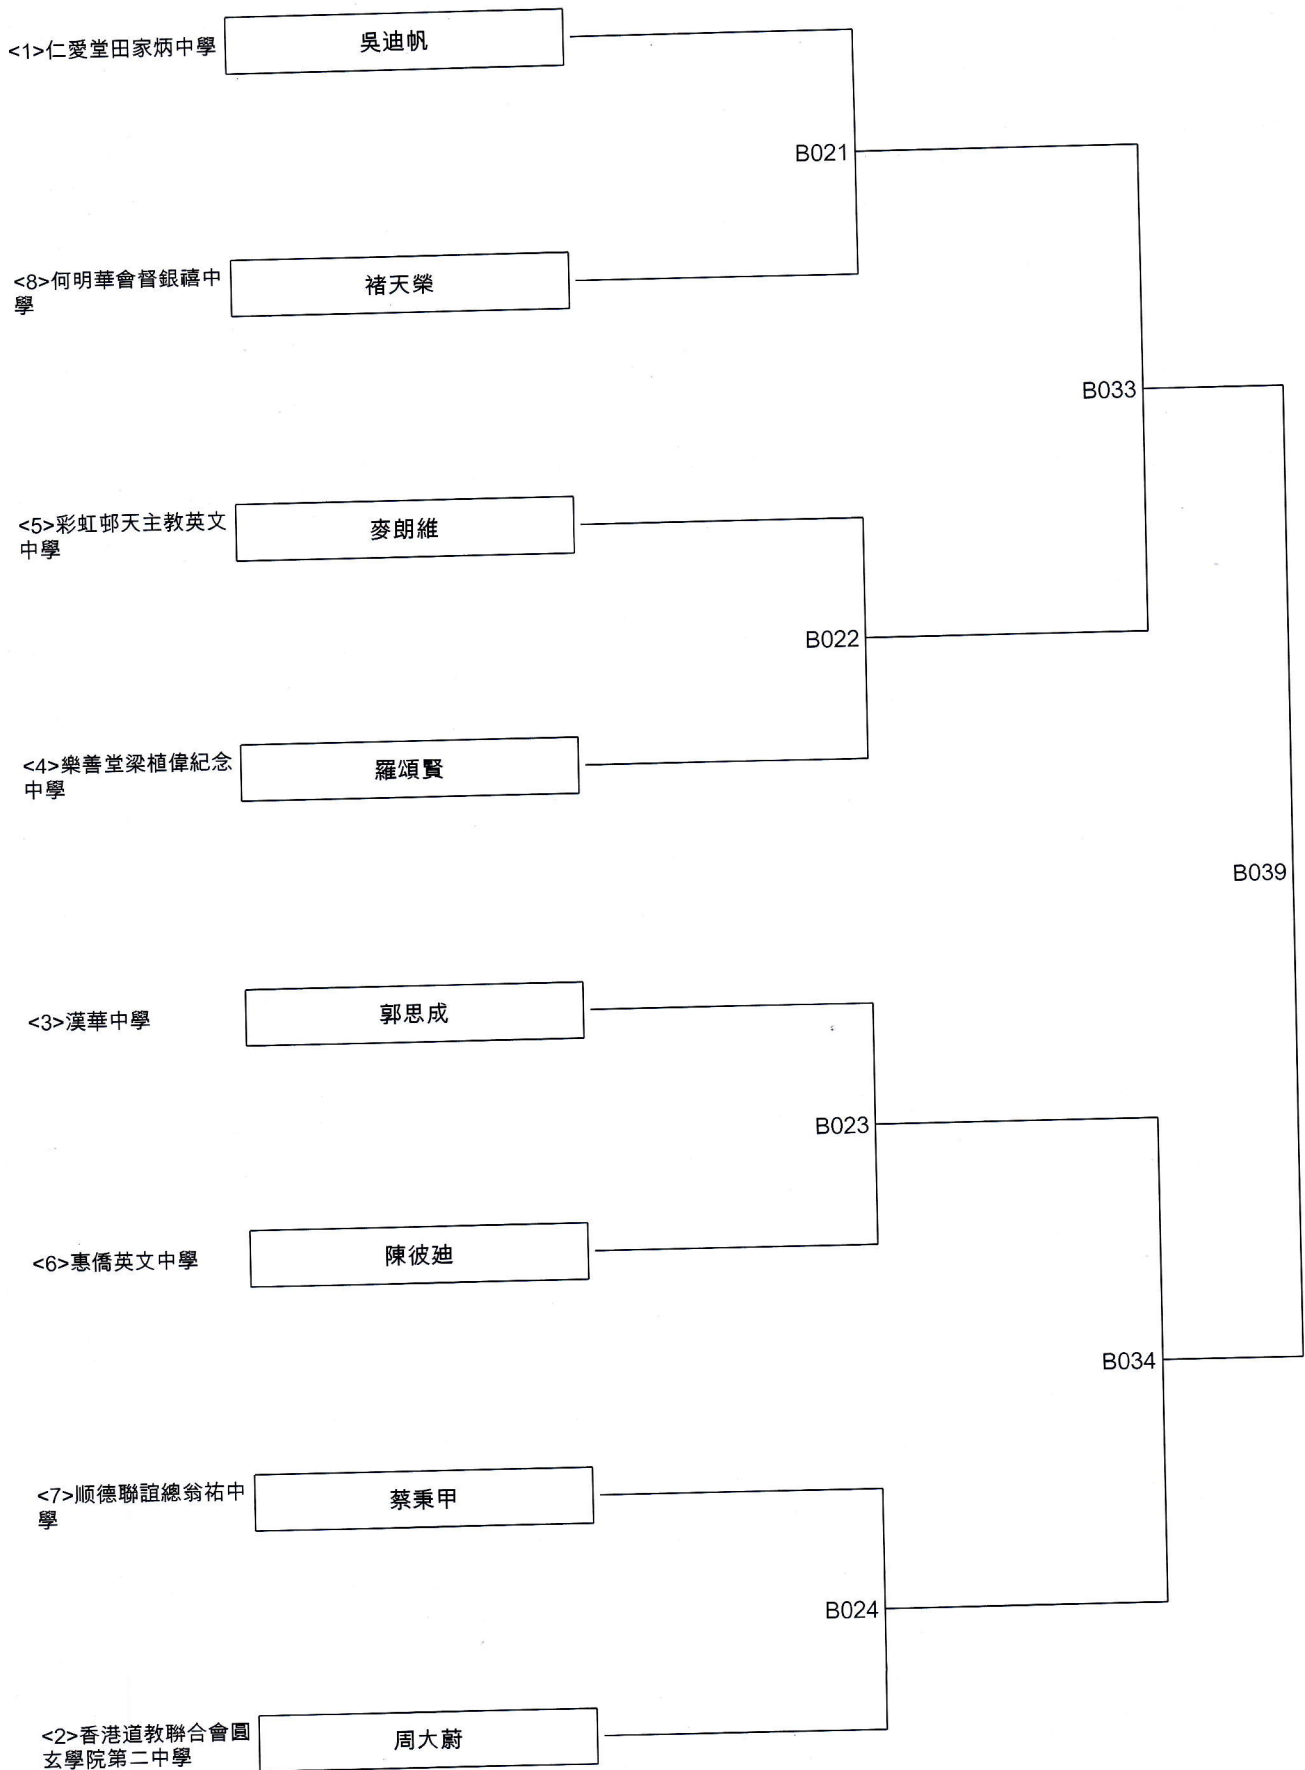 <1>仁愛堂田家炳中學
吳迪帆
B021
<8>何明華會督銀禧中
學
褚天榮
B033
<5>彩虹邨天主教英文
中學
麥朗維
B022
<4>樂善堂梁植偉紀念
中學
羅頌賢
B039
<3>漢華中學
郭思成
B023
<6>惠僑英文中學
陳彼廸
B034
<7>顺德聯誼總翁祐中
學
蔡秉甲
B024
<2>香港道教聯合會圓
玄學院第二中學
周大蔚